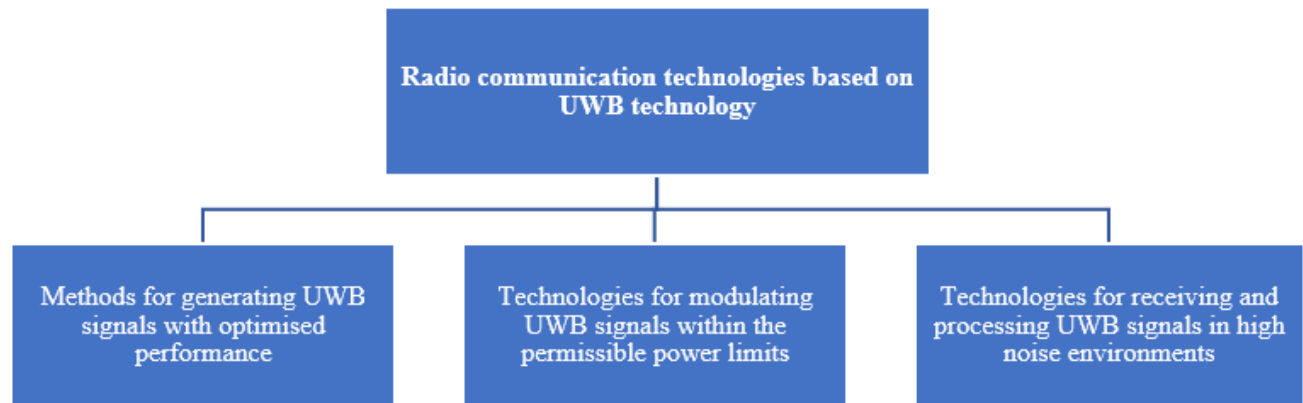 Radio communication technologies based on
UWB technology
Methods for generating UWB
signals with optimised
performance
Technologies for modulating
UWB signals within the
permissible power limits
Technologies for receiving and
processing UWB signals in high
noise environments